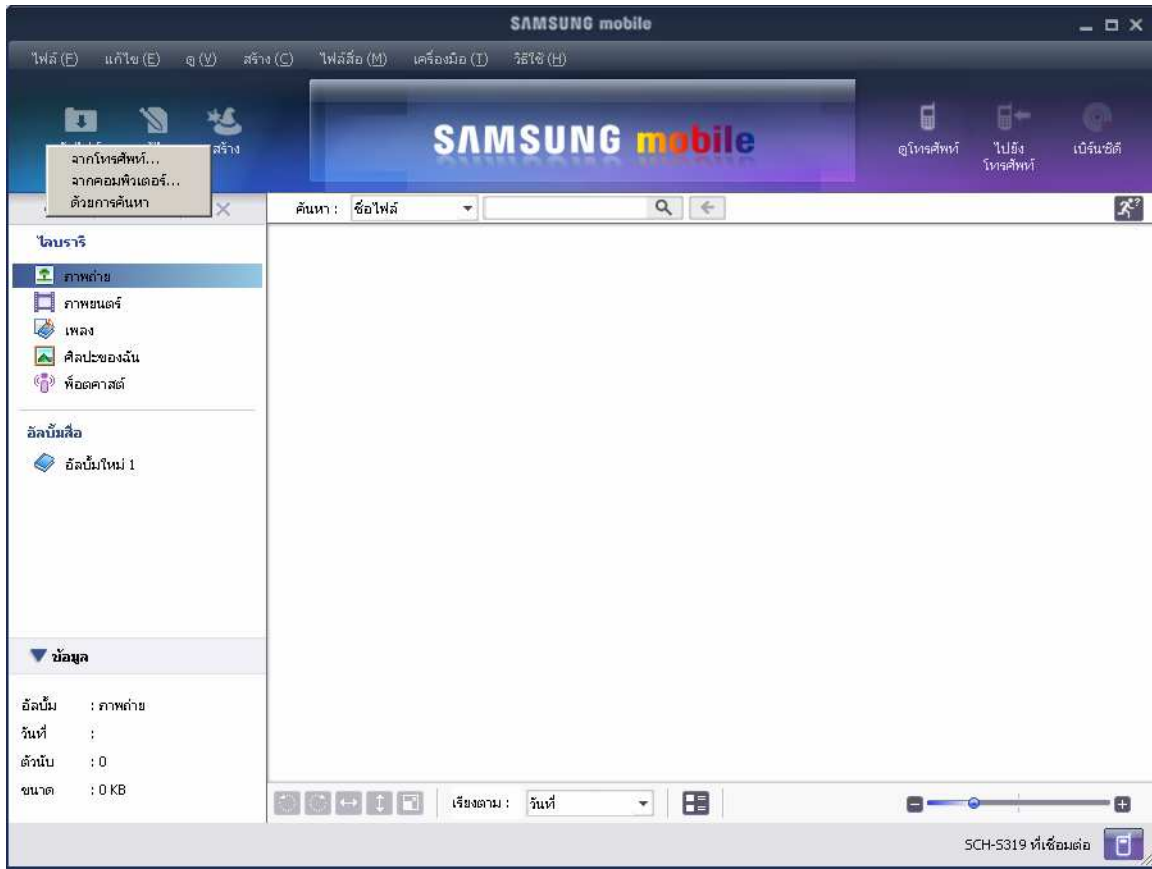 SAMSUNG mobile
ไฟล์(F) แก้ไข(E) ดู(V) สร้าง(C) ไฟล์สื่อ(M) เครื่องมือ(T) วิธีใช้(H)
สร้าง
SAMSUNG mobile
ดูโทรศัพท์
ไปยัง
โทรศัพท์
เบิร์นซีดี
จากโทรศัพท์...
จากคอมพิวเตอร์...
ด้วยการค้นหา
ค้นหา : ชื่อไฟล์
ไลบรารี
ภาพถ่าย
ภาพยนตร์
เพลง
ศิลปะของฉัน
พ็อดคาสต์
อัลบั้มสื่อ
อัลบั้มใหม่ 1
ข้อมูล
อัลบั้ม : ภาพถ่าย
วันที่ :
ตัวนับ : 0
ขนาด : 0 KB
เรียงตาม : วันที่
SCH-S319 ที่เชื่อมต่อ